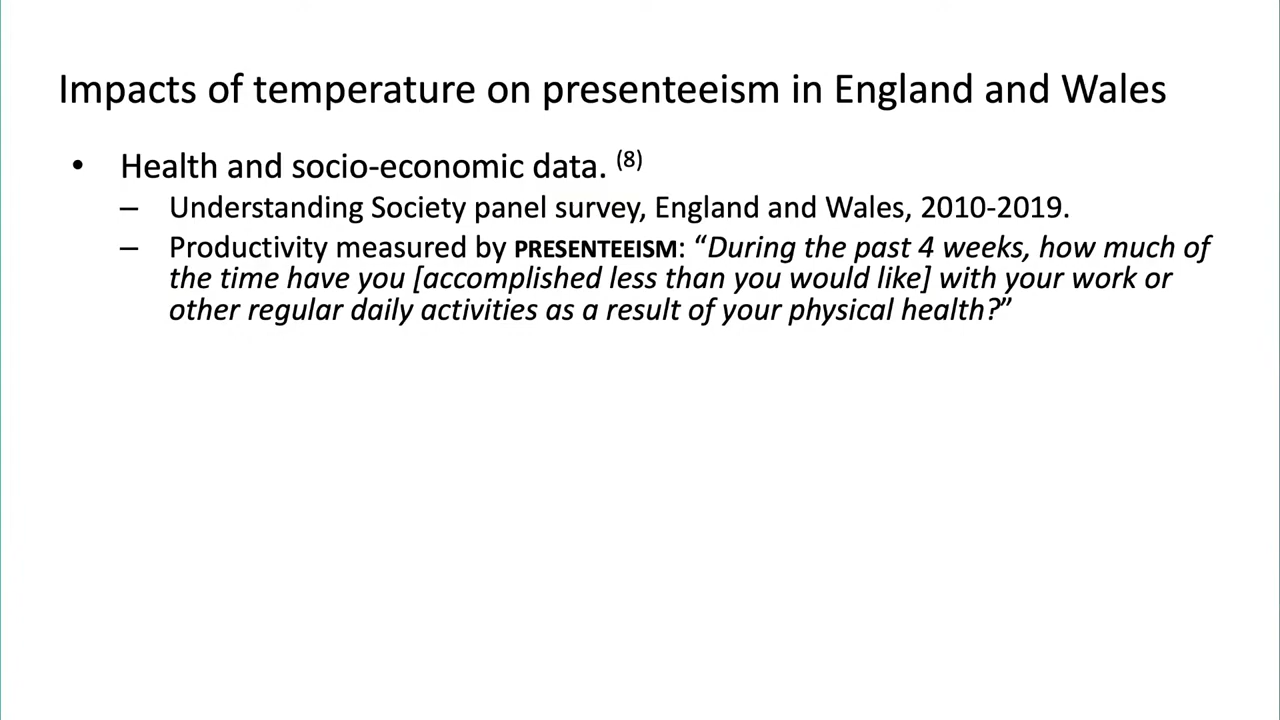 Impacts of temperature on presenteeism in England and Wales
• Health and socio-economic data. (8)
– Understanding Society panel survey, England and Wales, 2010-2019.
– Productivity measured by PRESENTEEISM: “During the past 4 weeks, how much of
the time have you [accomplished less than you would like] with your work or
other regular daily activities as a result of your physical health?”